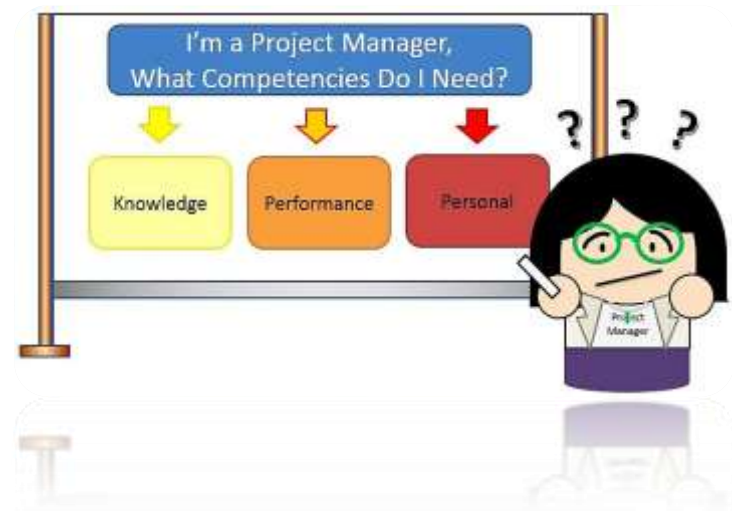 I'm a Project Manager,
What Competencies Do I Need?
? ? ?
Knowledge
Performance
Personal
Project
Manager